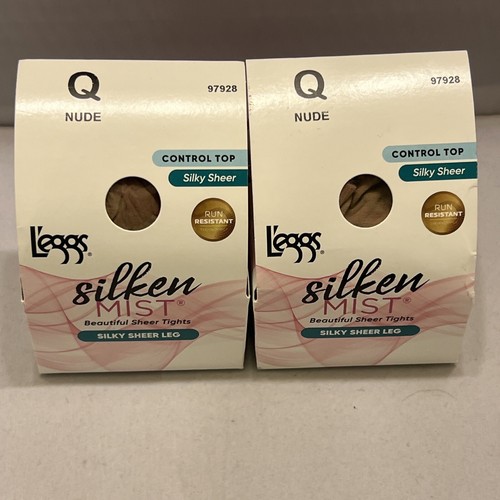 Q
97928
NUDE
CONTROL TOP
Silky Sheer
RUN
RESISTANT
L'eggs®
silken
MIST®
Beautiful Sheer Tights
SILKY SHEER LEG
Q
97928
NUDE
CONTROL TOP
Silky Sheer
RUN
RESISTANT
L'eggs®
silken
MIST®
Beautiful Sheer Tights
SILKY SHEER LEG